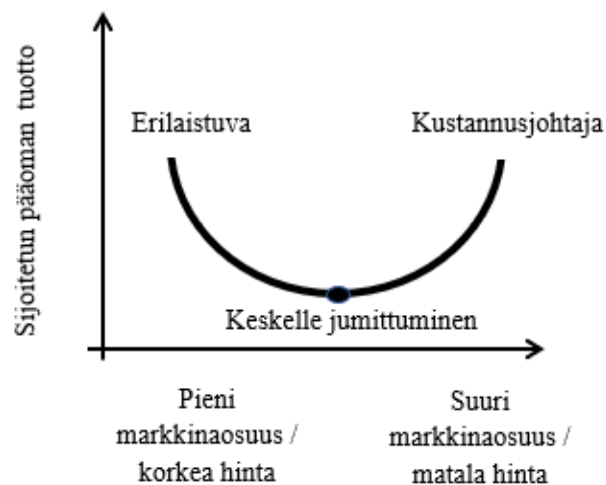 Sijoitetun pääoman tuotto
Erilaistuva
Kustannusjohtaja
Keskelle jumittuminen
Pieni
markkinaosuus /
korkea hinta
Suuri
markkinaosuus /
matala hinta